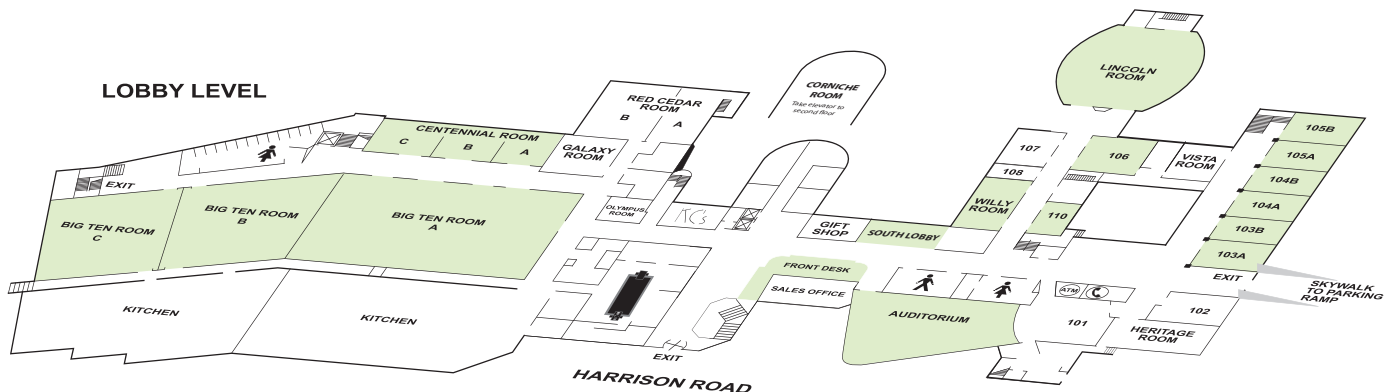 LOBBY LEVEL
CORNICHE
ROOM
Take elevator to
second floor
LINCOLN
ROOM
RED CEDAR
ROOM
B
A
CENTENNIAL ROOM
C
B
A
GALAXY
ROOM
105B
105A
104B
104A
103B
103A
107
108
106
VISTA
ROOM
WILLY
ROOM
110
EXIT
BIG TEN ROOM
C
BIG TEN ROOM
B
BIG TEN ROOM
A
OLYMPUS
ROOM
KC's
GIFT
SHOP
SOUTH LOBBY
FRONT DESK
SALES OFFICE
EXIT
SKYWALK
TO PARKING
RAMP
ATM
KITCHEN
KITCHEN
AUDITORIUM
101
102
HERITAGE
ROOM
EXIT
HARRISON ROAD